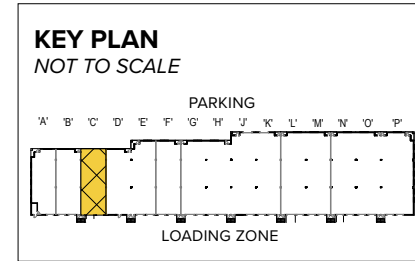 KEY PLAN
NOT TO SCALE
PARKING
'A' 'B' 'C' 'D' 'E' 'F' 'G' 'H' 'J' 'K' 'L' 'M' 'N' 'O' 'P'
LOADING ZONE